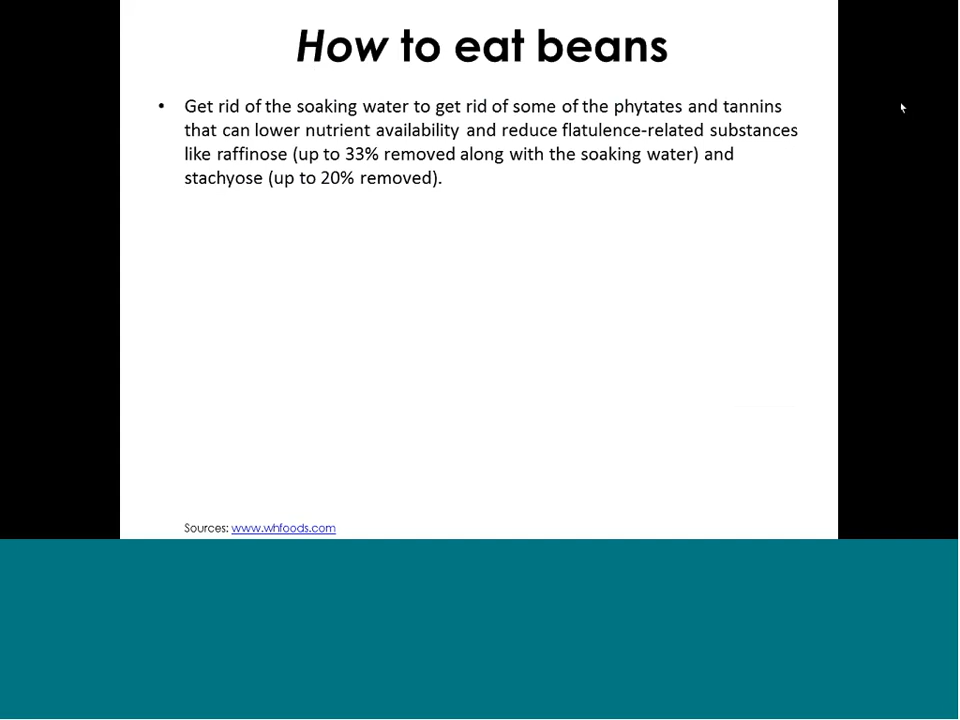 How to eat beans
• Get rid of the soaking water to get rid of some of the phytates and tannins
that can lower nutrient availability and reduce flatulence-related substances
like raffinose (up to 33% removed along with the soaking water) and
stachyose (up to 20% removed).
Sources: www.whfoods.com